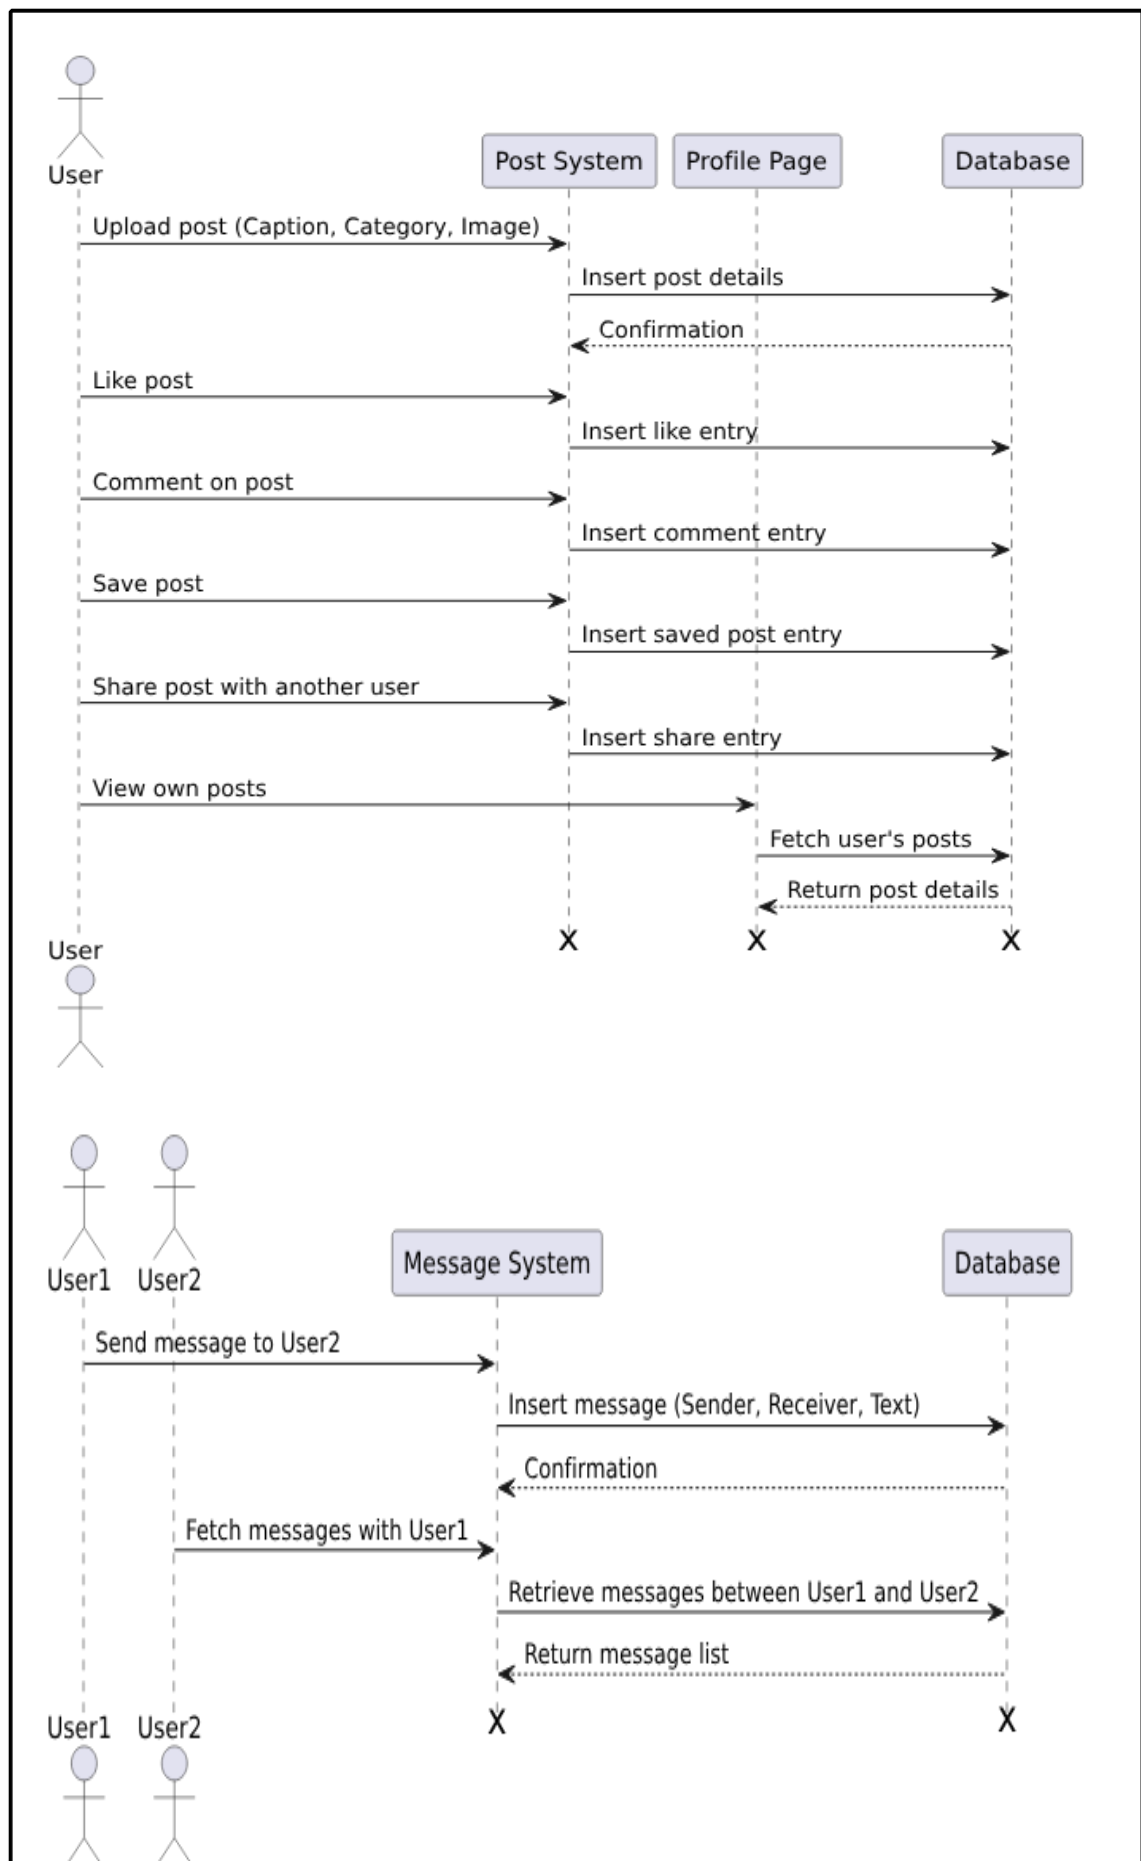 User
Post System
Profile Page
Database
Upload post (Caption, Category, Image)
Insert post details
Confirmation
Like post
Insert like entry
Comment on post
Insert comment entry
Save post
Insert saved post entry
Share post with another user
Insert share entry
View own posts
Fetch user's posts
Return post details
User
X
X
X
User1
User2
Message System
Database
Send message to User2
Insert message (Sender, Receiver, Text)
Confirmation
Fetch messages with User1
Retrieve messages between User1 and User2
Return message list
User1
User2
X
X